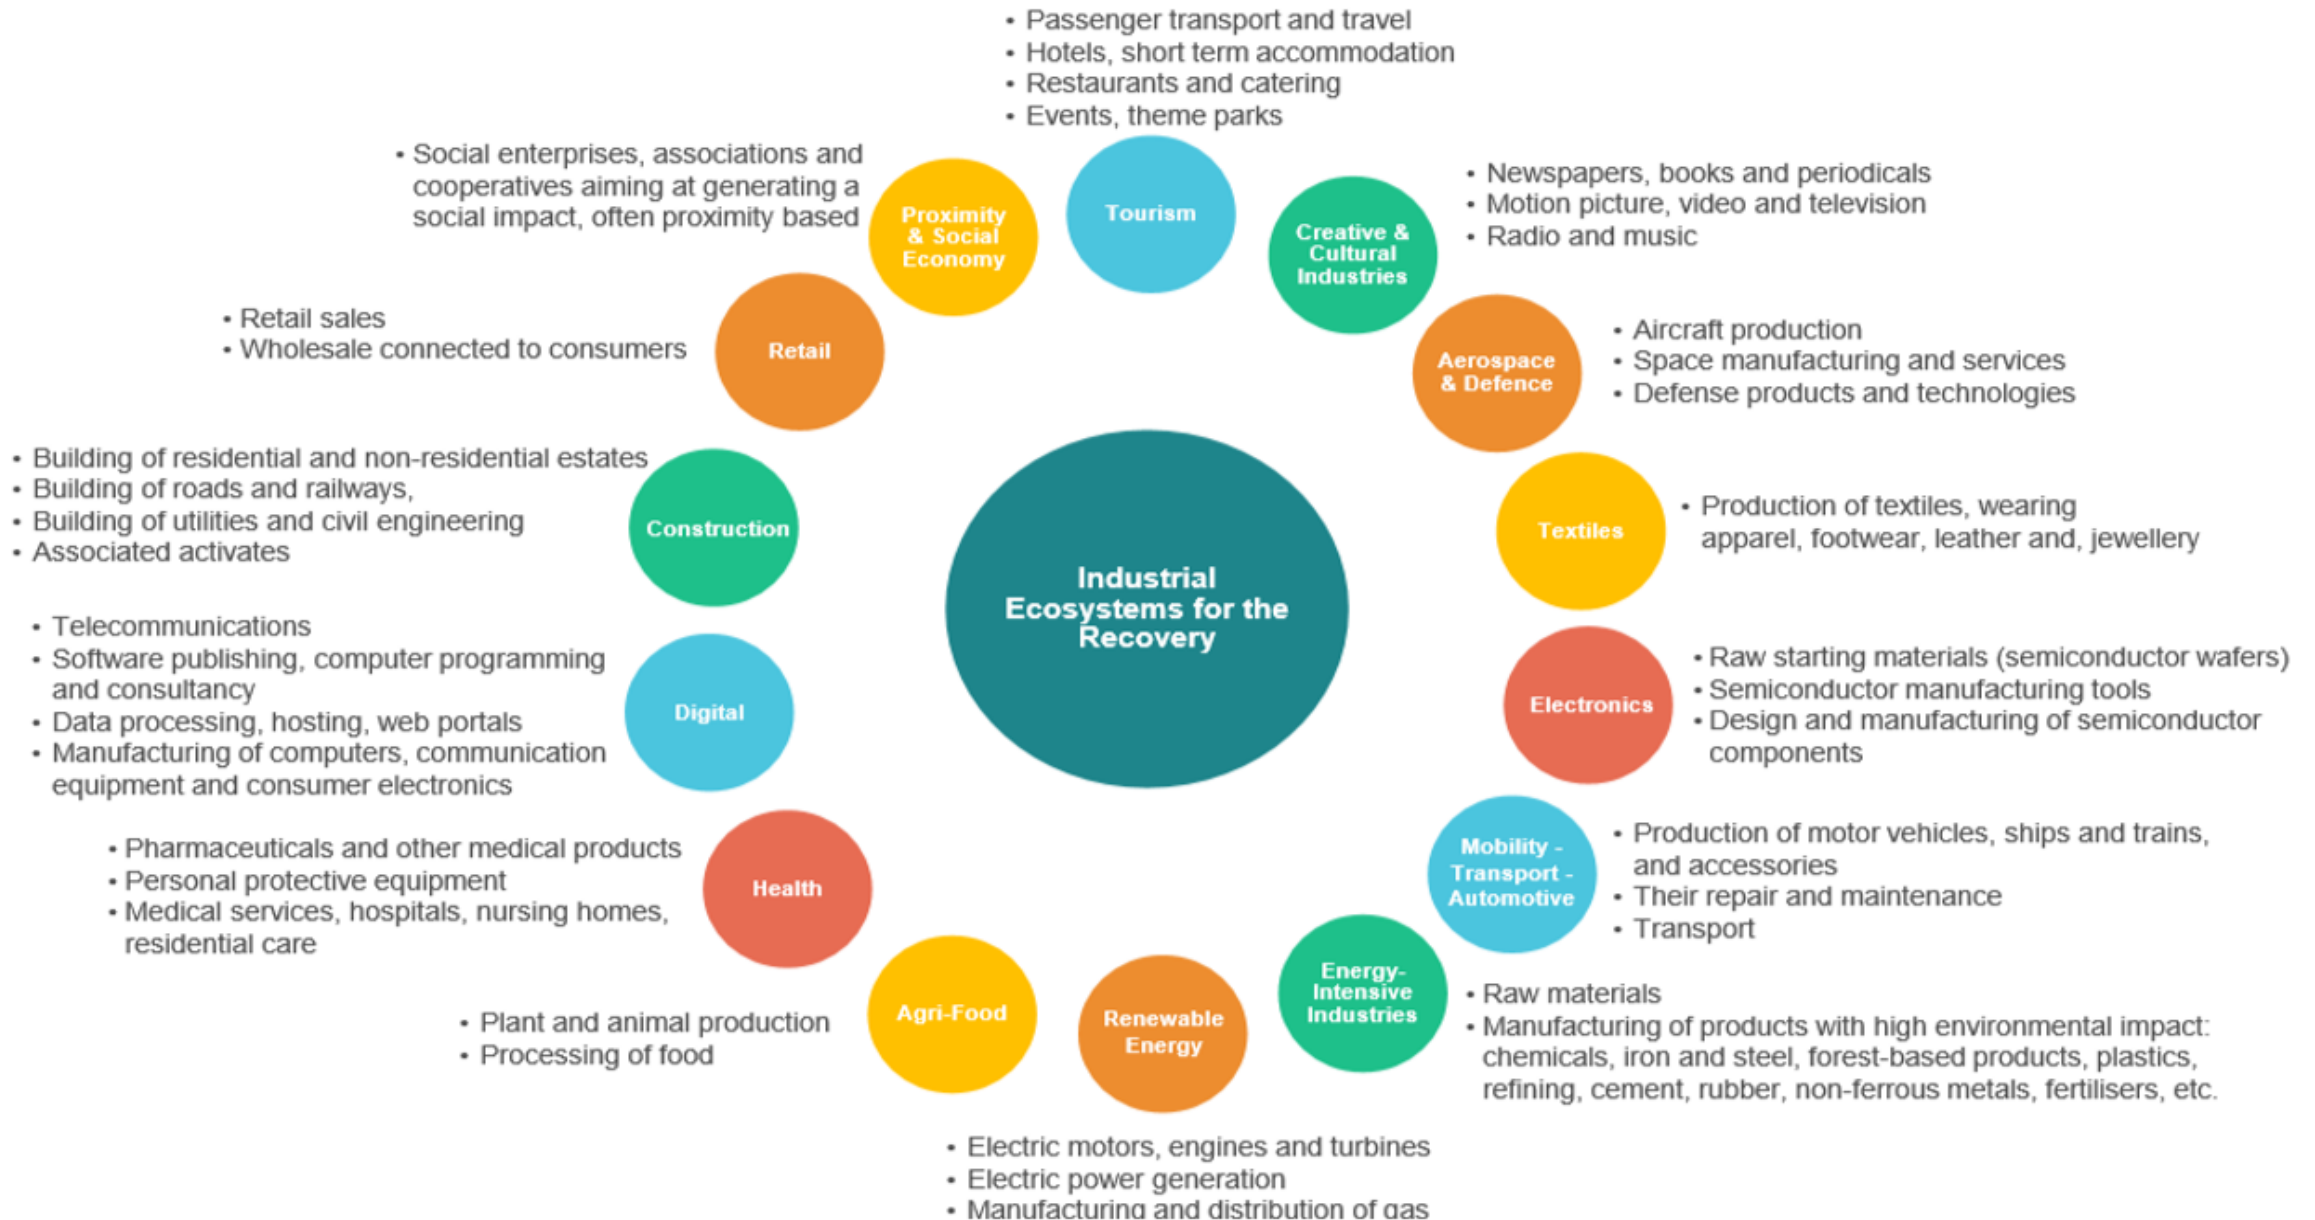 • Passenger transport and travel
• Hotels, short term accommodation
• Restaurants and catering
• Events, theme parks
Tourism
• Newspapers, books and periodicals
• Motion picture, video and television
• Radio and music
Creative &
Cultural
Industries
• Aircraft production
• Space manufacturing and services
• Defense products and technologies
Aerospace
& Defence
• Production of textiles, wearing
apparel, footwear, leather and, jewellery
Textiles
• Raw starting materials (semiconductor wafers)
• Semiconductor manufacturing tools
• Design and manufacturing of semiconductor
components
Electronics
• Production of motor vehicles, ships and trains,
and accessories
• Their repair and maintenance
• Transport
Mobility -
Transport -
Automotive
• Raw materials
• Manufacturing of products with high environmental impact:
chemicals, iron and steel, forest-based products, plastics,
refining, cement, rubber, non-ferrous metals, fertilisers, etc.
Energy-
Intensive
Industries
Renewable
Energy
• Electric motors, engines and turbines
• Electric power generation
• Manufacturing and distribution of gas
Agri-Food
• Plant and animal production
• Processing of food
Health
• Pharmaceuticals and other medical products
• Personal protective equipment
• Medical services, hospitals, nursing homes,
residential care
Digital
• Telecommunications
• Software publishing, computer programming
and consultancy
• Data processing, hosting, web portals
• Manufacturing of computers, communication
equipment and consumer electronics
Construction
• Building of residential and non-residential estates
• Building of roads and railways,
• Building of utilities and civil engineering
• Associated activates
Retail
• Retail sales
• Wholesale connected to consumers
Proximity
& Social
Economy
• Social enterprises, associations and
cooperatives aiming at generating a
social impact, often proximity based
Industrial
Ecosystems for the
Recovery